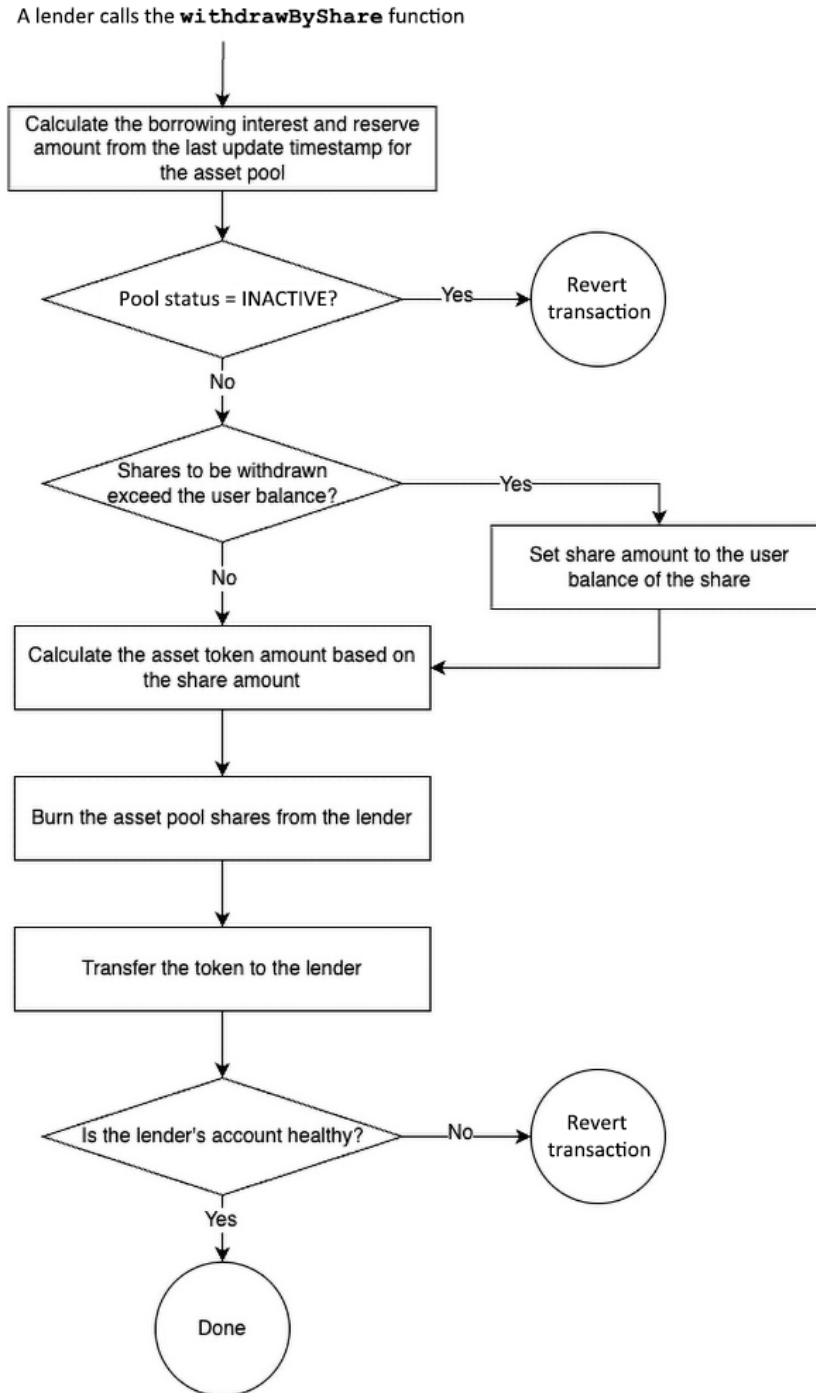 A lender calls the withdrawByShare function
Calculate the borrowing interest and reserve
amount from the last update timestamp for
the asset pool
Pool status = INACTIVE?
Yes
Revert
transaction
No
Shares to be withdrawn
exceed the user balance?
Yes
Set share amount to the user
balance of the share
No
Calculate the asset token amount based on
the share amount
Burn the asset pool shares from the lender
Transfer the token to the lender
Is the lender's account healthy?
No
Revert
transaction
Yes
Done